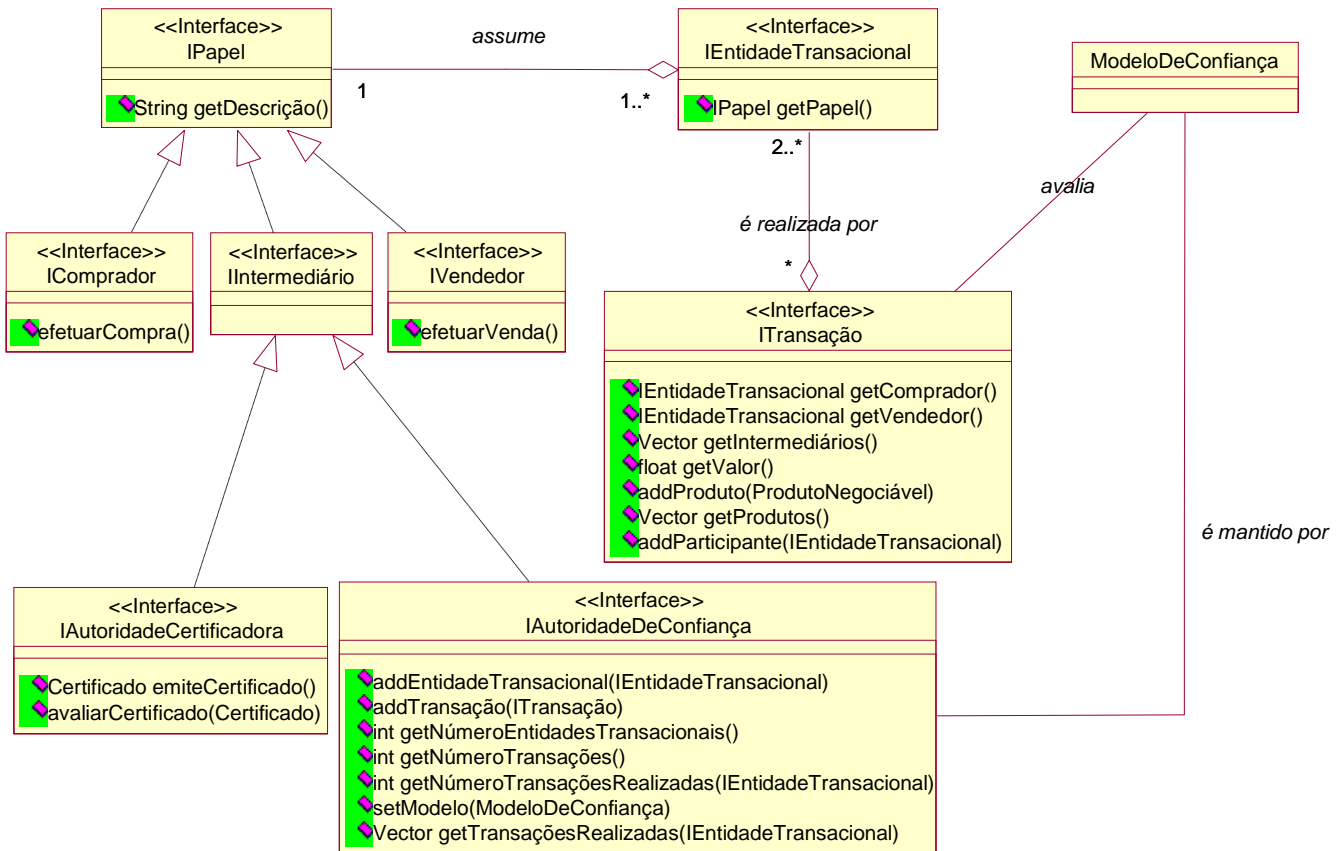 <<Interface>>
IPapel
String getDescrição()
assume
1
1..*
<<Interface>>
IEntidadeTransacional
IPapel getPapel()
ModeloDeConfiança
2..*
é realizada por
*
avalia
é mantido por
<<Interface>>
IComprador
efetuarCompra()
<<Interface>>
IIntermediário
<<Interface>>
IVendedor
efetuarVenda()
<<Interface>>
ITransação
IEntidadeTransacional getComprador()
IEntidadeTransacional getVendedor()
Vector getIntermediários()
float getValor()
addProduto(ProdutoNegociável)
Vector getProdutos()
addParticipante(IEntidadeTransacional)
<<Interface>>
IAutoridadeCertificadora
Certificado emiteCertificado()
avaliarCertificado(Certificado)
<<Interface>>
IAutoridadeDeConfiança
addEntidadeTransacional(IEntidadeTransacional)
addTransação(ITransação)
int getNúmeroEntidadesTransacionais()
int getNúmeroTransações()
int getNúmeroTransaçõesRealizadas(IEntidadeTransacional)
setModelo(ModeloDeConfiança)
Vector getTransaçõesRealizadas(IEntidadeTransacional)